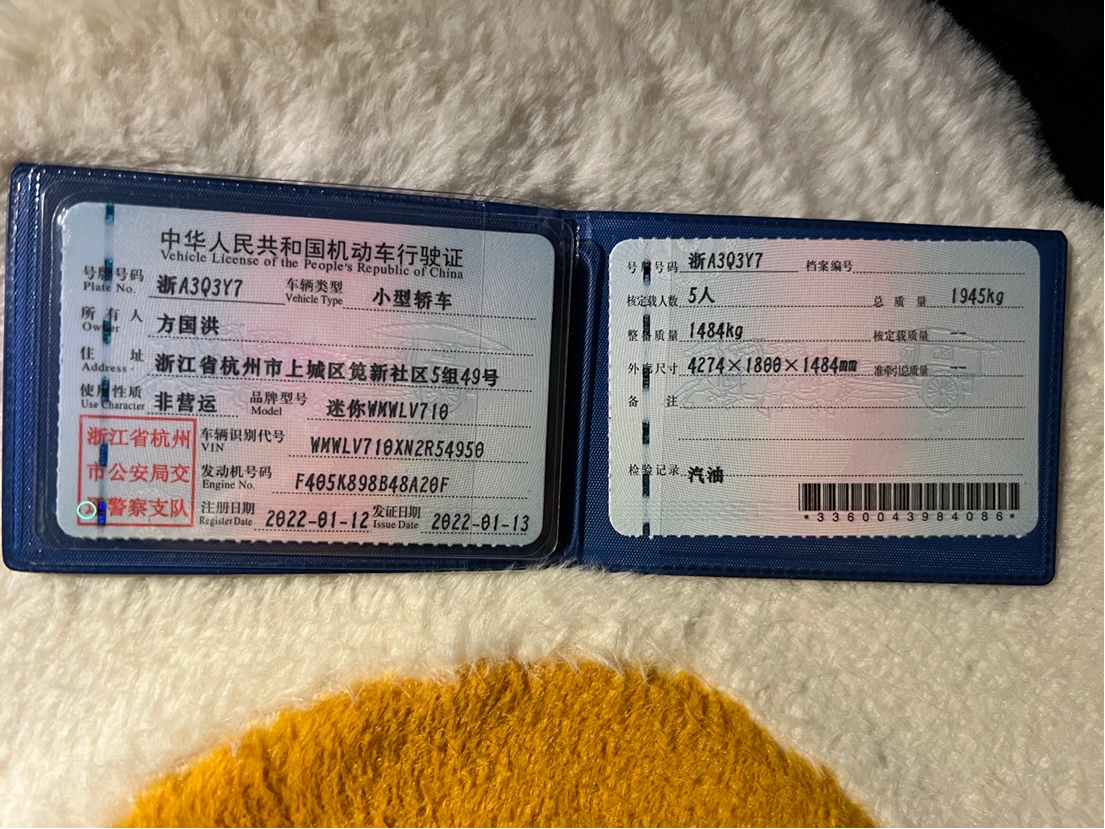 中华人民共和国机动车行驶证
Vehicle License of the People's Republic of China
号牌号码 浙A3Q3Y7 车辆类型 小型轿车
Plate No. Vehicle Type
所有人 方国洪
Owner
住址 浙江省杭州市上城区笕新社区5组49号
Address
使用性质 非营运 品牌型号 迷你WMWLV710
Use Character Model
浙江省杭州
市公安局交
通警察支队
车辆识别代号 WMWLV710XN2R54950
VIN
发动机号码 F405K898B48A20F
Engine No.
注册日期 2022-01-12 发证日期 2022-01-13
Register Date Issue Date
号牌号码 浙A3Q3Y7 档案编号
核定载人数 5人 总质量 1945kg
整备质量 1484kg 核定载质量 --
外廓尺寸 4274×1800×1484mm 准牵引总质量 --
备注
检验记录 汽油
*3360043984086*